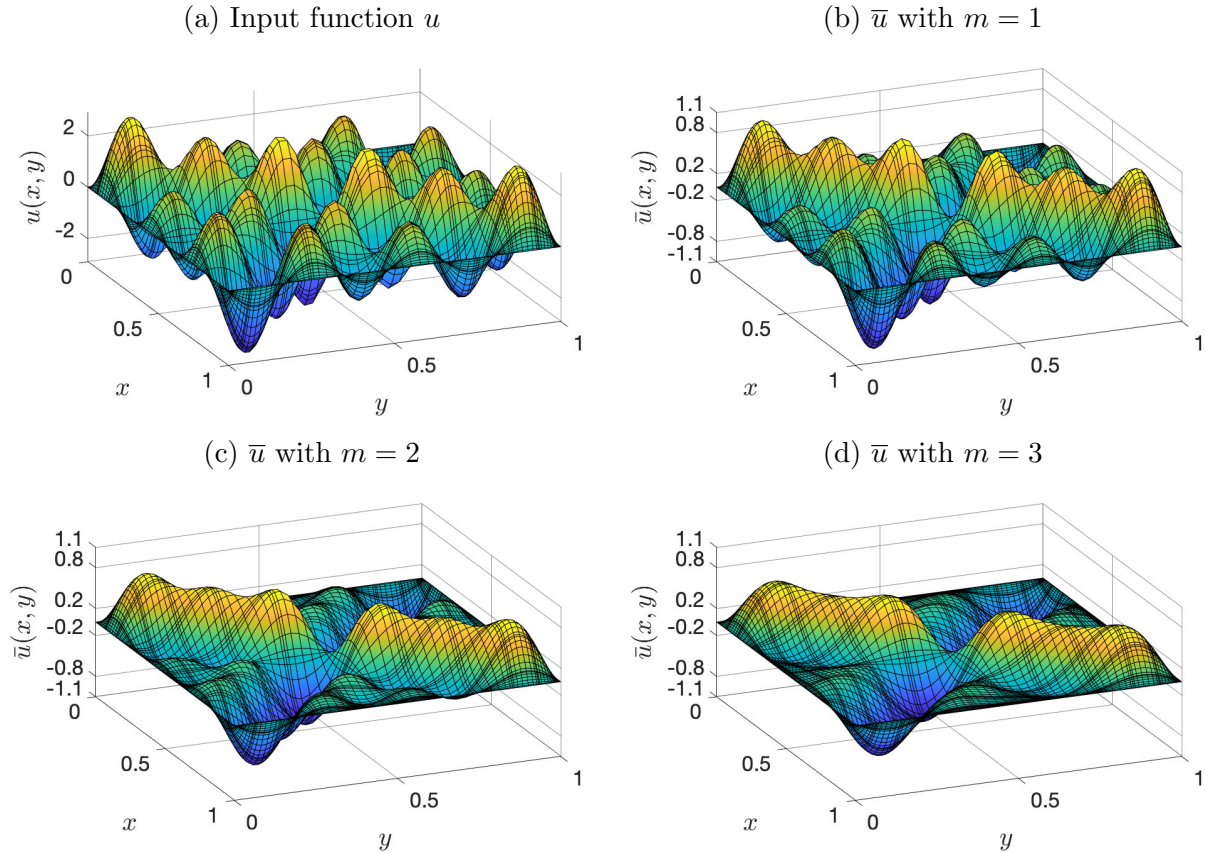 (a) Input function u
2
0
-2
u(x, y)
0
0.5
1
x
0
0.5
1
y
(b) u̅ with m = 1
1.1
0.8
0.2
-0.2
-0.8
-1.1
u̅(x, y)
0
0.5
1
x
0
0.5
1
y
(c) u̅ with m = 2
1.1
0.8
0.2
-0.2
-0.8
-1.1
u̅(x, y)
0
0.5
1
x
0
0.5
1
y
(d) u̅ with m = 3
1.1
0.8
0.2
-0.2
-0.8
-1.1
u̅(x, y)
0
0.5
1
x
0
0.5
1
y